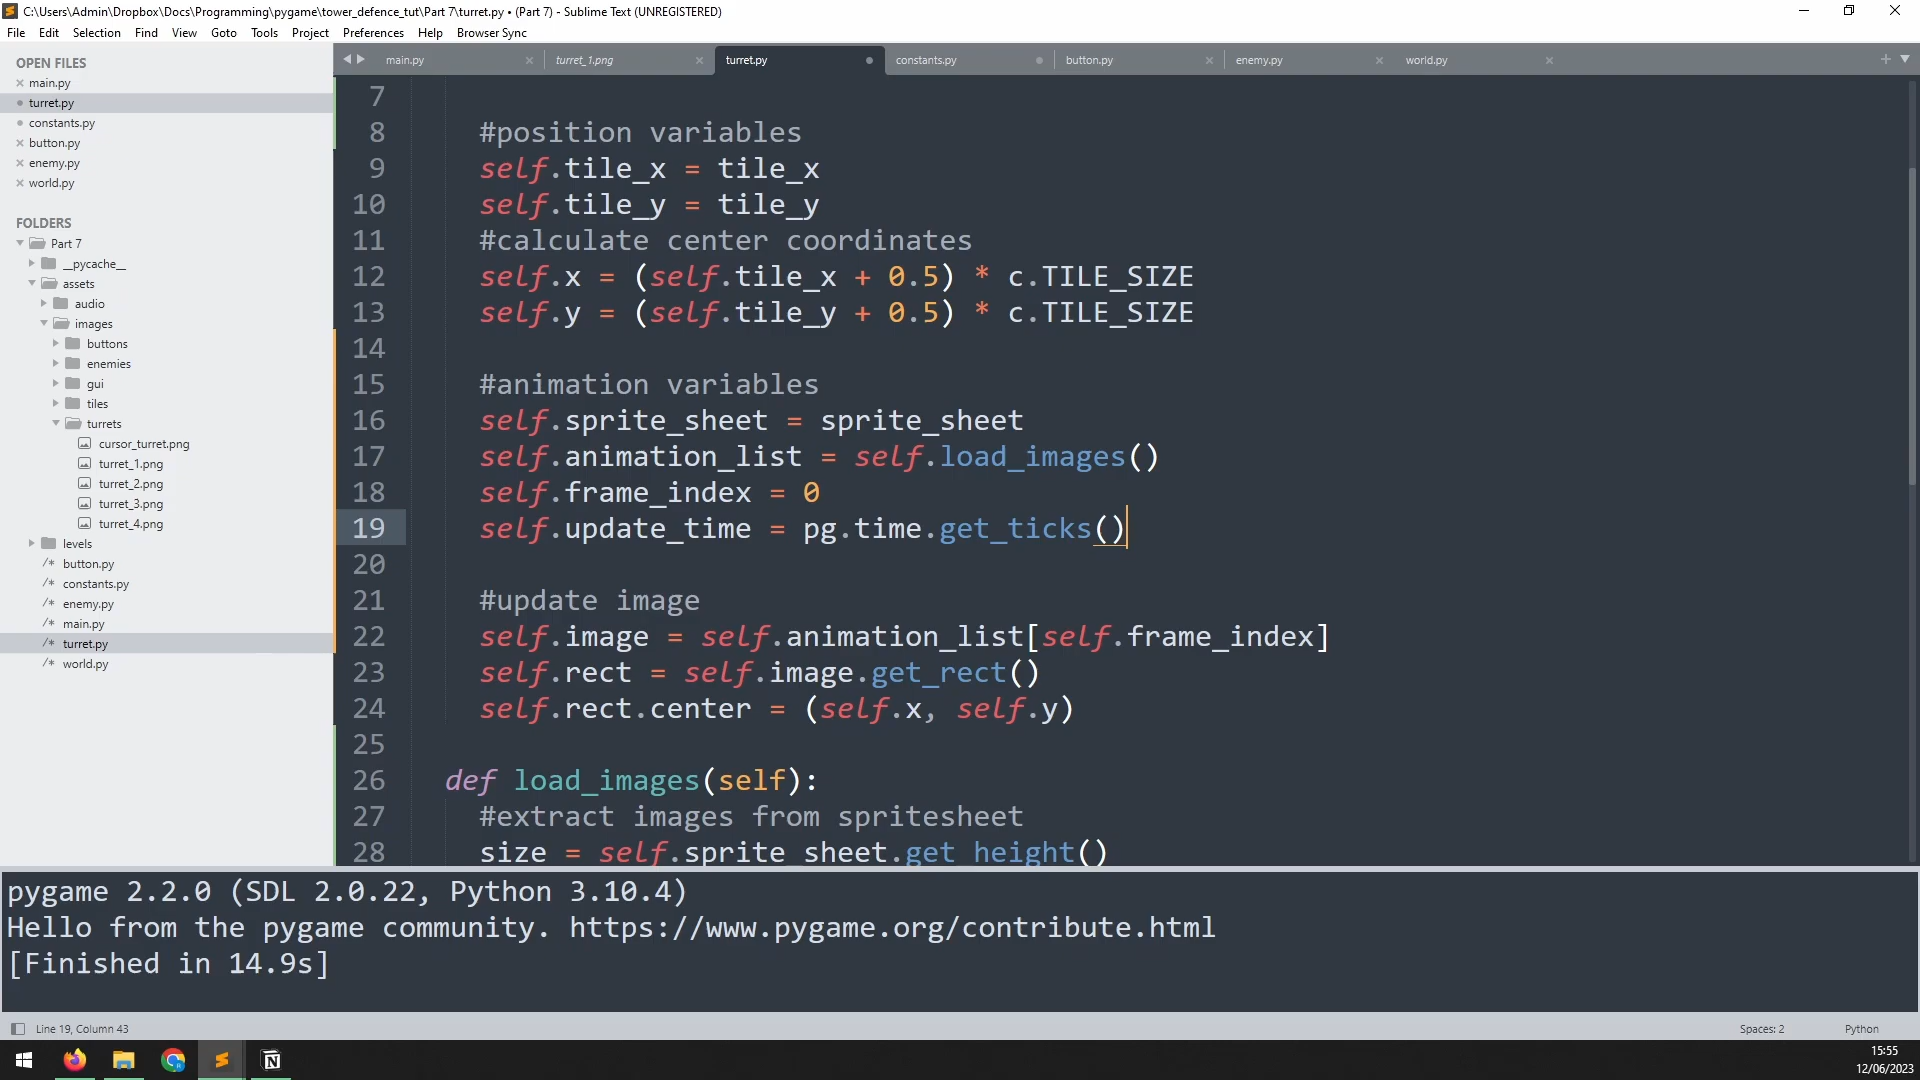 C:\Users\Admin\Dropbox\Docs\Programming\pygame\tower_defence_tut\Part 7\turret.py • (Part 7) - Sublime Text (UNREGISTERED)
File Edit Selection Find View Goto Tools Project Preferences Help Browser Sync
OPEN FILES
main.py
turret.py
constants.py
button.py
enemy.py
world.py
FOLDERS
Part 7
__pycache__
assets
audio
images
buttons
enemies
gui
tiles
turrets
cursor_turret.png
turret_1.png
turret_2.png
turret_3.png
turret_4.png
levels
/* button.py
/* constants.py
/* enemy.py
/* main.py
/* turret.py
/* world.py
main.py turret_1.png turret.py constants.py button.py enemy.py world.py
7
8 #position variables
9 self.tile_x = tile_x
10 self.tile_y = tile_y
11 #calculate center coordinates
12 self.x = (self.tile_x + 0.5) * c.TILE_SIZE
13 self.y = (self.tile_y + 0.5) * c.TILE_SIZE
14
15 #animation variables
16 self.sprite_sheet = sprite_sheet
17 self.animation_list = self.load_images()
18 self.frame_index = 0
19 self.update_time = pg.time.get_ticks()
20
21 #update image
22 self.image = self.animation_list[self.frame_index]
23 self.rect = self.image.get_rect()
24 self.rect.center = (self.x, self.y)
25
26 def load_images(self):
27 #extract images from spritesheet
28 size = self.sprite_sheet.get_height()
pygame 2.2.0 (SDL 2.0.22, Python 3.10.4)
Hello from the pygame community. https://www.pygame.org/contribute.html
[Finished in 14.9s]
Line 19, Column 43
Spaces: 2
Python
15:55
12/06/2023